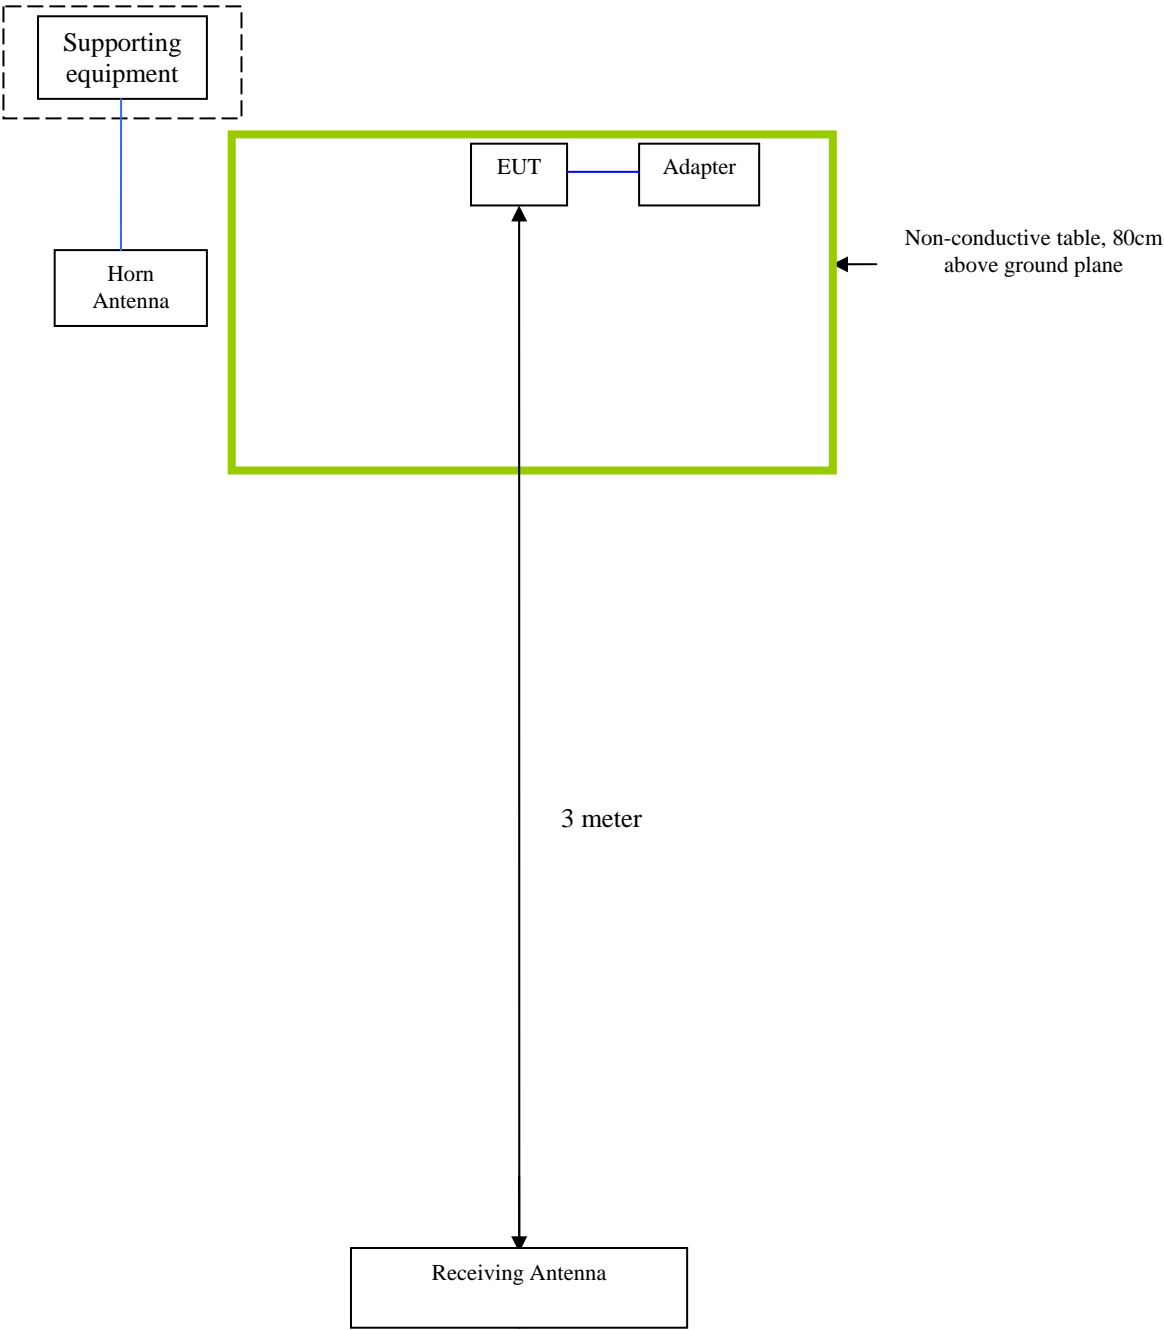 Supporting
equipment
EUT
Adapter
Non-conductive table, 80cm
above ground plane
Horn
Antenna
3 meter
Receiving Antenna